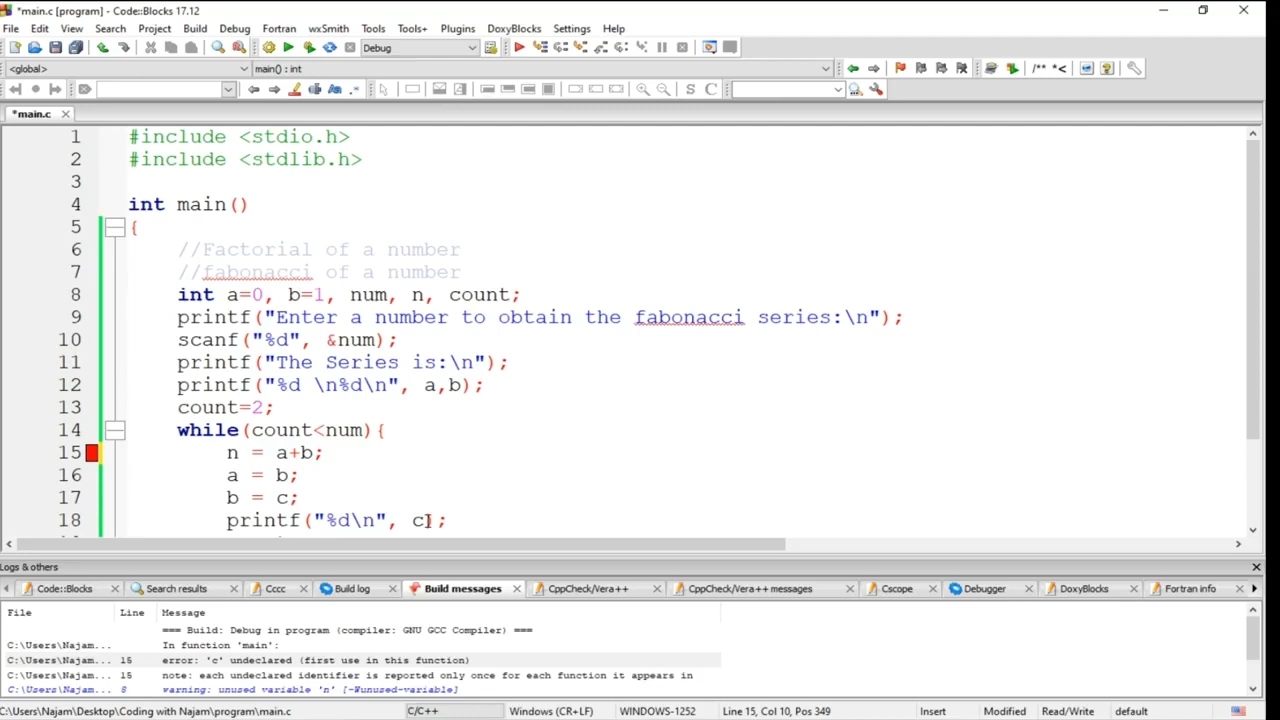 *main.c [program] - Code::Blocks 17.12
File Edit View Search Project Build Debug Fortran wxSmith Tools Tools+ Plugins DoxyBlocks Settings Help
Debug
<global> main() : int /** *<
S C
*main.c
1 #include <stdio.h>
2 #include <stdlib.h>
3
4 int main()
5 {
6 //Factorial of a number
7 //fabonacci of a number
8 int a=0, b=1, num, n, count;
9 printf("Enter a number to obtain the fabonacci series:\n");
10 scanf("%d", &num);
11 printf("The Series is:\n");
12 printf("%d \n%d\n", a,b);
13 count=2;
14 while(count<num){
15 n = a+b;
16 a = b;
17 b = c;
18 printf("%d\n", c);
Logs & others
Code::Blocks Search results Cccc Build log Build messages CppCheck/Vera++ CppCheck/Vera++ messages Cscope Debugger DoxyBlocks Fortran info
File Line Message
=== Build: Debug in program (compiler: GNU GCC Compiler) ===
C:\Users\Najam... In function 'main':
C:\Users\Najam... 15 error: 'c' undeclared (first use in this function)
C:\Users\Najam... 15 note: each undeclared identifier is reported only once for each function it appears in
C:\Users\Najam... 8 warning: unused variable 'n' [-Wunused-variable]
C:\Users\Najam\Desktop\Coding with Najam\program\main.c C/C++ Windows (CR+LF) WINDOWS-1252 Line 15, Col 10, Pos 349 Insert Modified Read/Write default